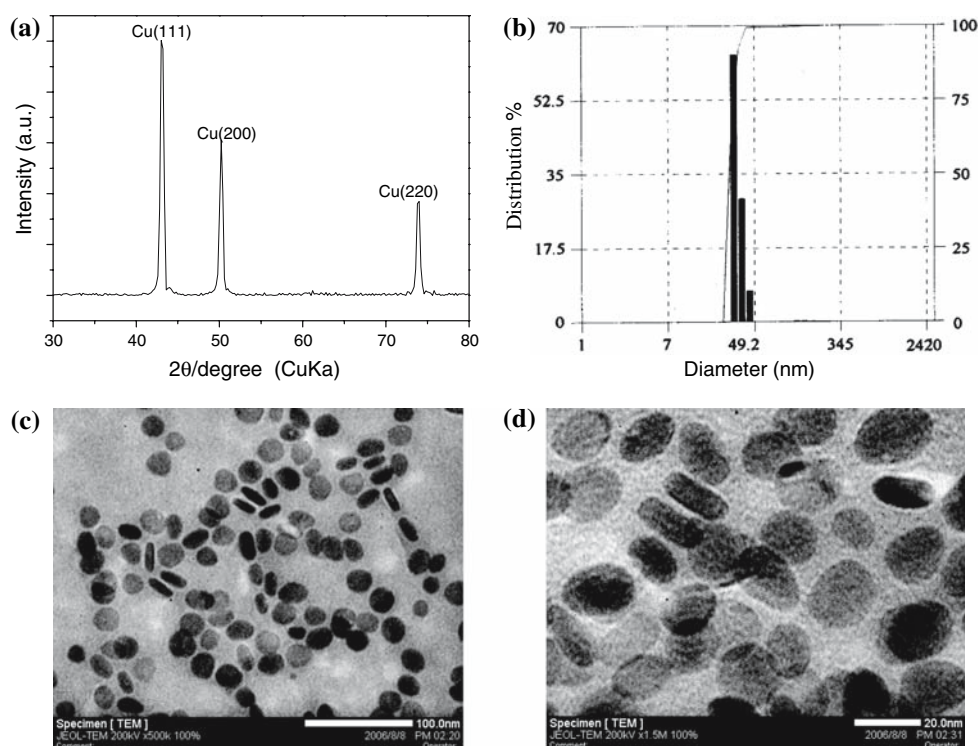 (a)
Cu(111)
Cu(200)
Cu(220)
Intensity (a.u.)
30 40 50 60 70 80
2θ/degree (CuKa)
(b)
70
52.5
35
17.5
0
100
75
50
25
0
Distribution %
1 7 49.2 345 2420
Diameter (nm)
(c)
Specimen [ TEM ] 100.0nm
JEOL-TEM 200kV x500k 100% 2006/8/8 PM 02:20
(d)
Specimen [ TEM ] 20.0nm
JEOL-TEM 200kV x1.5M 100% 2006/8/8 PM 02:31